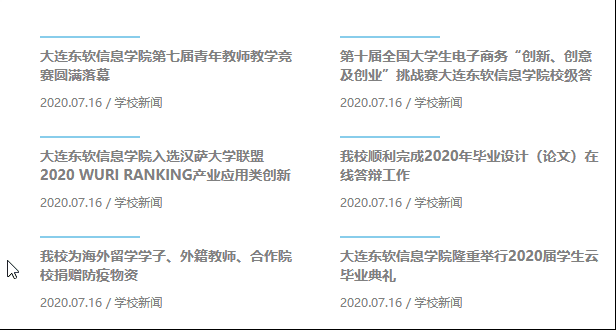 大连东软信息学院第七届青年教师教学竞
赛圆满落幕
2020.07.16 / 学校新闻
第十届全国大学生电子商务“创新、创意
及创业”挑战赛大连东软信息学院校级答
2020.07.16 / 学校新闻
大连东软信息学院入选汉萨大学联盟
2020 WURI RANKING产业应用类创新
2020.07.16 / 学校新闻
我校顺利完成2020年毕业设计（论文）在
线答辩工作
2020.07.16 / 学校新闻
我校为海外留学学子、外籍教师、合作院
校捐赠防疫物资
2020.07.16 / 学校新闻
大连东软信息学院隆重举行2020届学生云
毕业典礼
2020.07.16 / 学校新闻